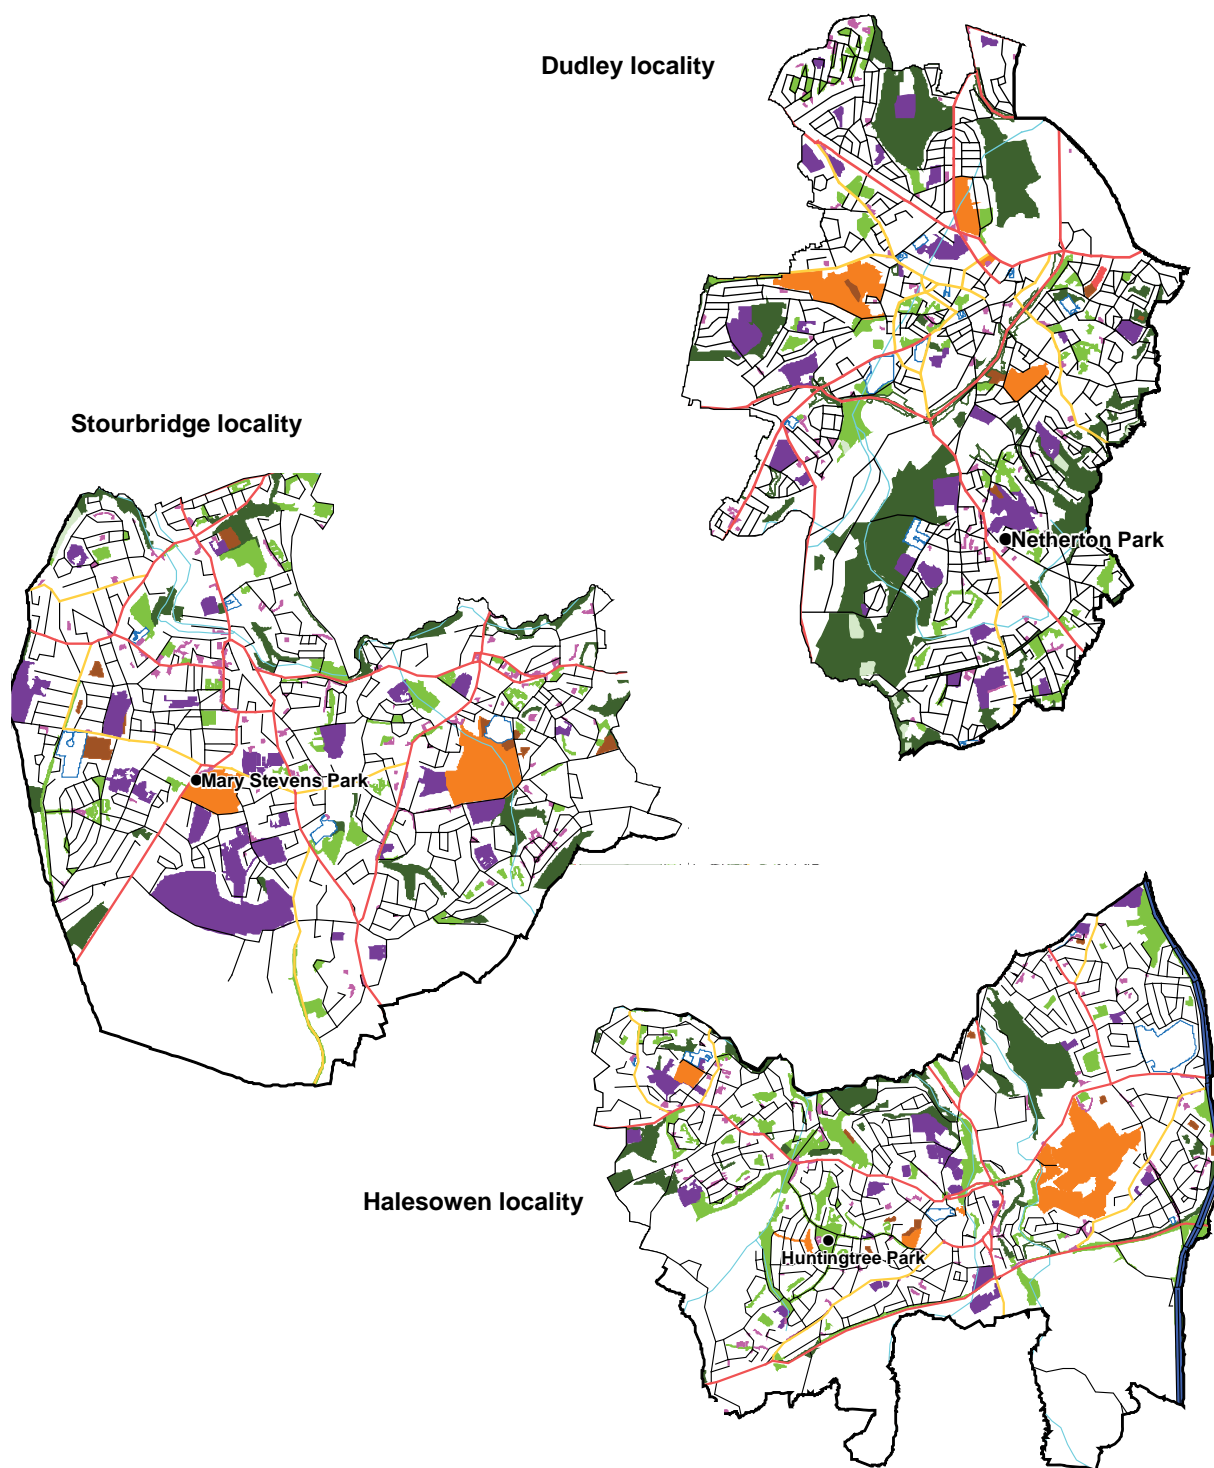 Dudley locality
Stourbridge locality
Netherton Park
Mary Stevens Park
Halesowen locality
Huntingtree Park